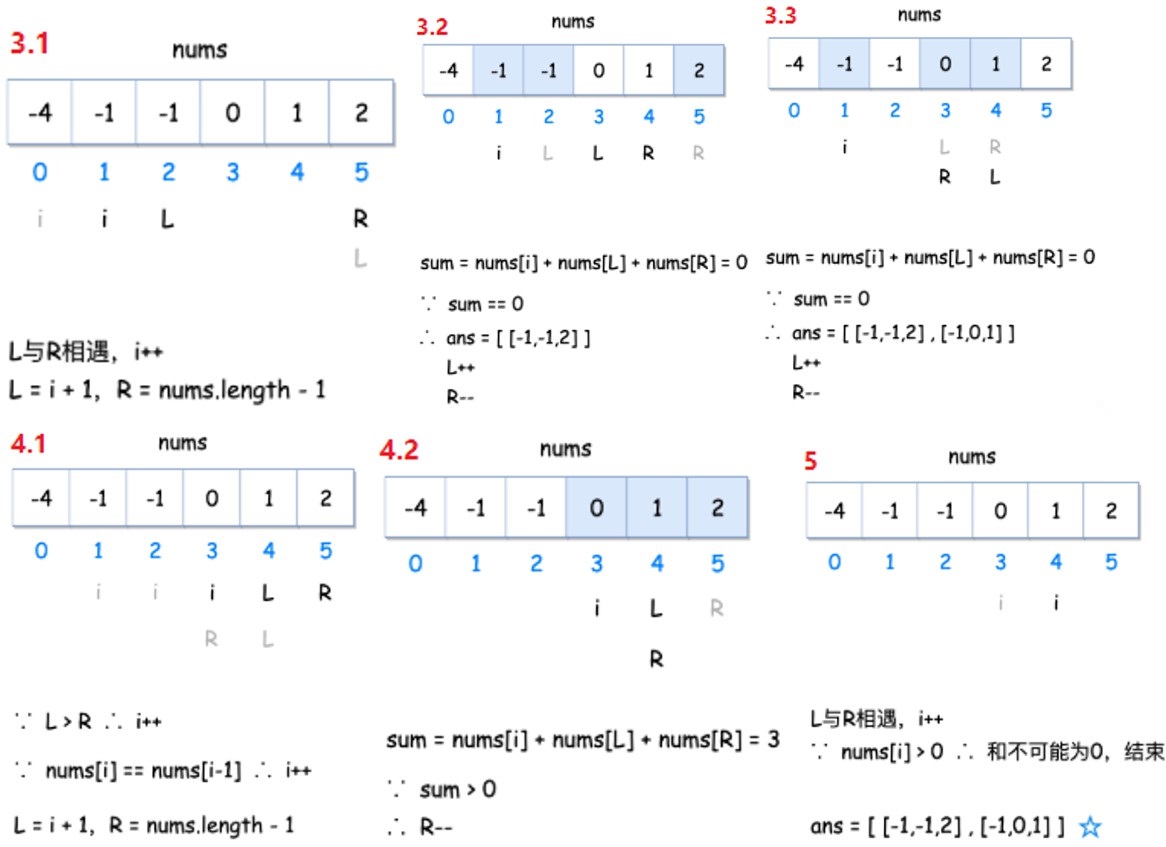 3.1
nums
-4 -1 -1 0 1 2
0 1 2 3 4 5
i i L R
L
L与R相遇，i++
L = i + 1, R = nums.length - 1
3.2
nums
-4 -1 -1 0 1 2
0 1 2 3 4 5
i L L R R
sum = nums[i] + nums[L] + nums[R] = 0
∵ sum == 0
∴ ans = [ [-1,-1,2] ]
L++
R--
3.3
nums
-4 -1 -1 0 1 2
0 1 2 3 4 5
i L R
R L
sum = nums[i] + nums[L] + nums[R] = 0
∵ sum == 0
∴ ans = [ [-1,-1,2] , [-1,0,1] ]
L++
R--
4.1
nums
-4 -1 -1 0 1 2
0 1 2 3 4 5
i i i L R
R L
∵ L > R ∴ i++
∵ nums[i] == nums[i-1] ∴ i++
L = i + 1, R = nums.length - 1
4.2
nums
-4 -1 -1 0 1 2
0 1 2 3 4 5
i L R
R
sum = nums[i] + nums[L] + nums[R] = 3
∵ sum > 0
∴ R--
5
nums
-4 -1 -1 0 1 2
0 1 2 3 4 5
i i
L与R相遇，i++
∵ nums[i] > 0 ∴ 和不可能为0，结束
ans = [ [-1,-1,2] , [-1,0,1] ] ☆